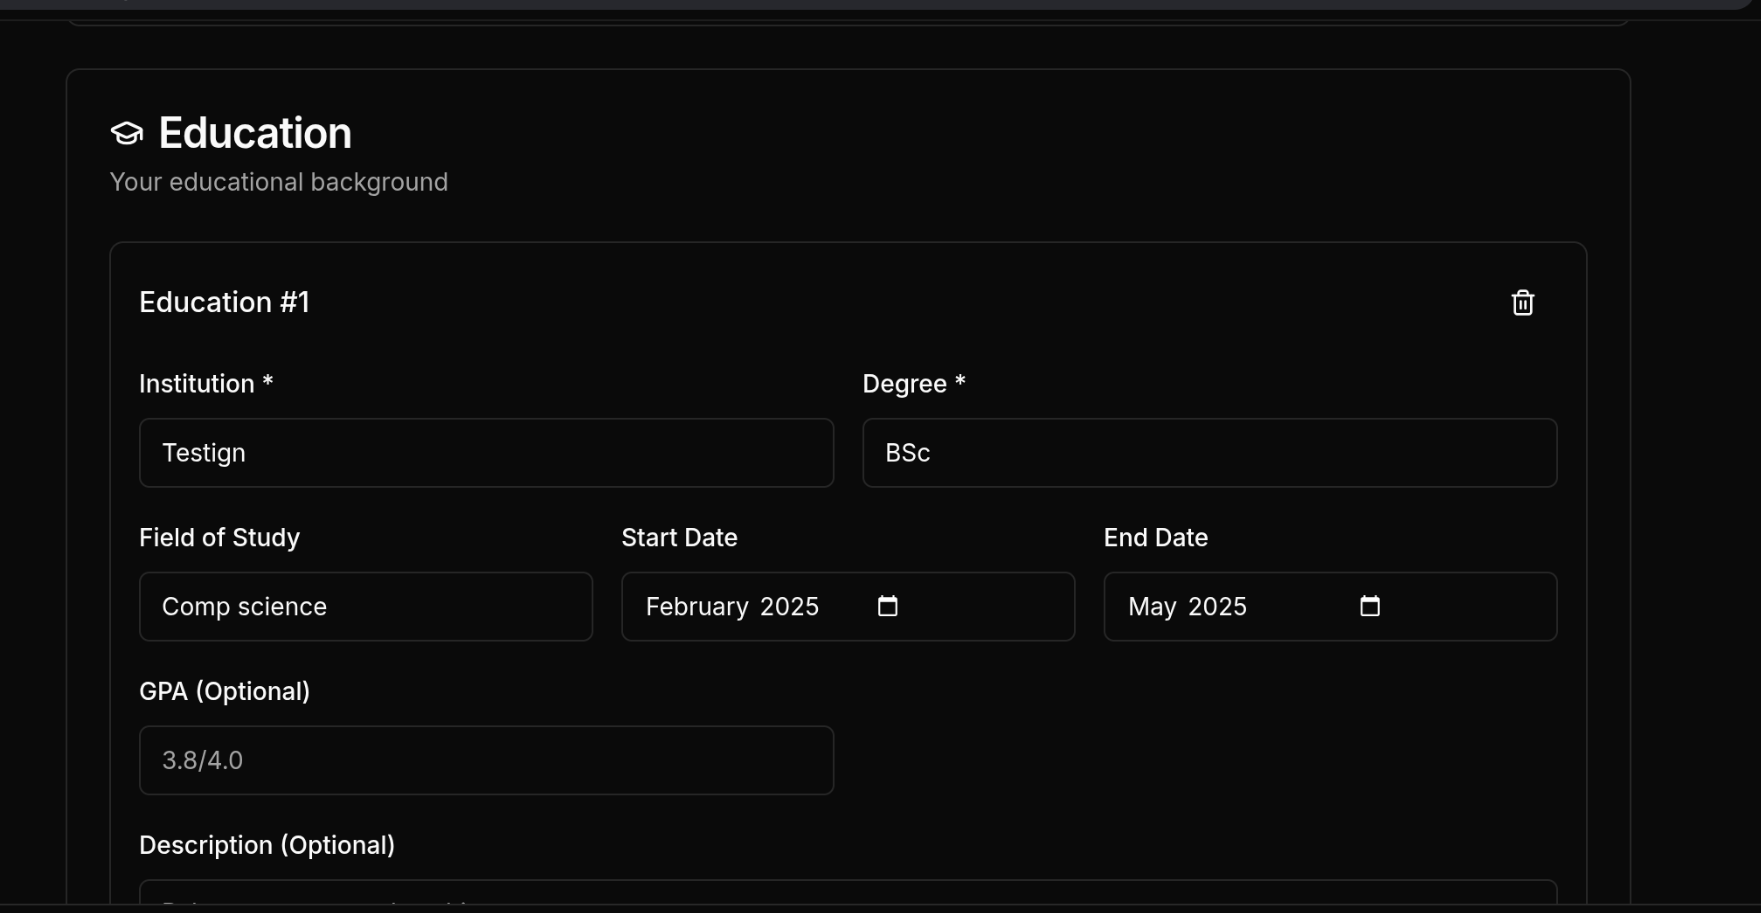 Education
Your educational background
Education #1
Institution *
Degree *
Testign
BSc
Field of Study
Start Date
End Date
Comp science
February 2025
May 2025
GPA (Optional)
3.8/4.0
Description (Optional)